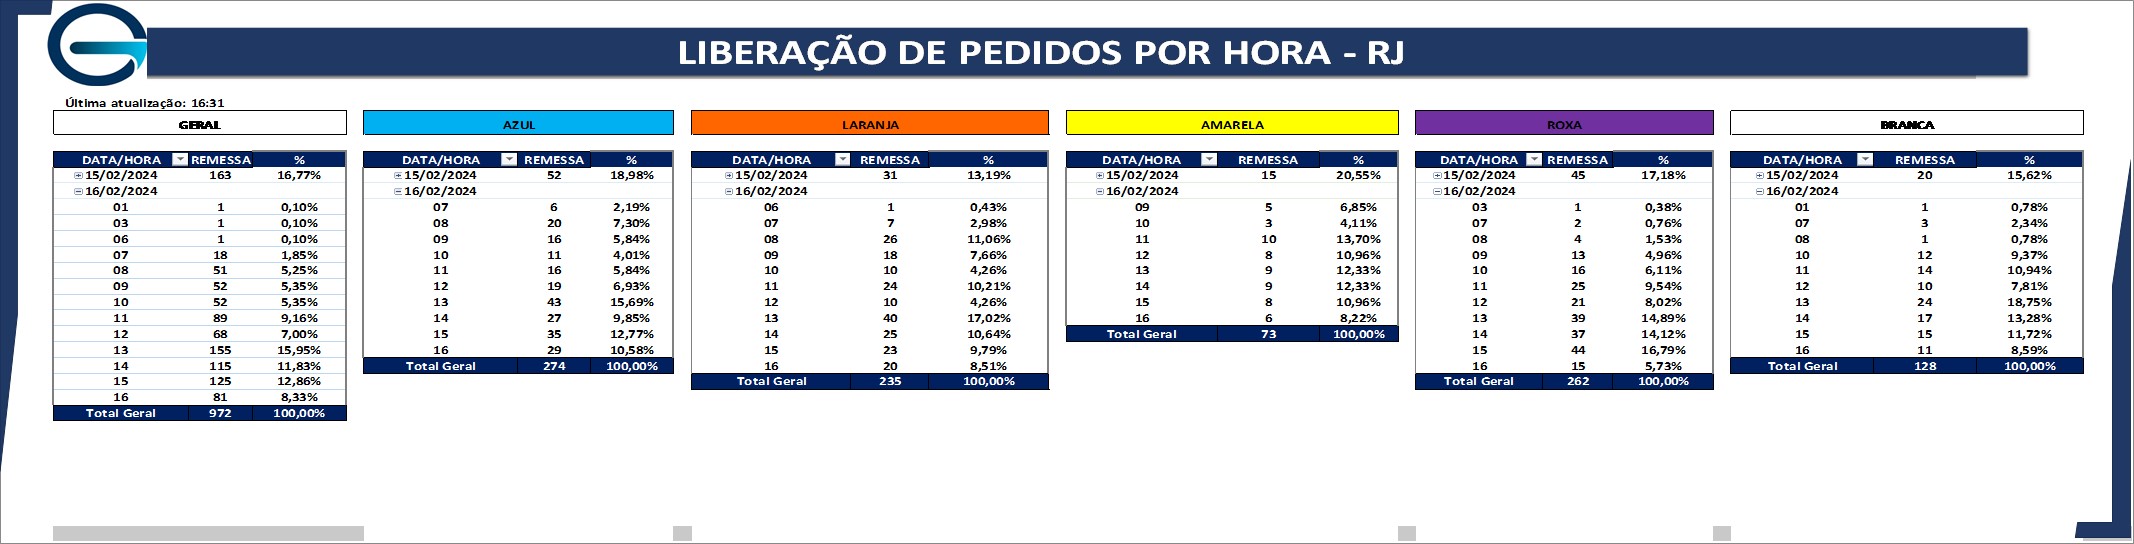 LIBERAÇÃO DE PEDIDOS POR HORA - RJ
Última atualização: 16:31
GERAL
DATA/HORA REMESSA %
15/02/2024 163 16,77%
16/02/2024
01 1 0,10%
03 1 0,10%
06 1 0,10%
07 18 1,85%
08 51 5,25%
09 52 5,35%
10 52 5,35%
11 89 9,16%
12 68 7,00%
13 155 15,95%
14 115 11,83%
15 125 12,86%
16 81 8,33%
Total Geral 972 100,00%
AZUL
DATA/HORA REMESSA %
15/02/2024 52 18,98%
16/02/2024
07 6 2,19%
08 20 7,30%
09 16 5,84%
10 11 4,01%
11 16 5,84%
12 19 6,93%
13 43 15,69%
14 27 9,85%
15 35 12,77%
16 29 10,58%
Total Geral 274 100,00%
LARANJA
DATA/HORA REMESSA %
15/02/2024 31 13,19%
16/02/2024
06 1 0,43%
07 7 2,98%
08 26 11,06%
09 18 7,66%
10 10 4,26%
11 24 10,21%
12 10 4,26%
13 40 17,02%
14 25 10,64%
15 23 9,79%
16 20 8,51%
Total Geral 235 100,00%
AMARELA
DATA/HORA REMESSA %
15/02/2024 15 20,55%
16/02/2024
09 5 6,85%
10 3 4,11%
11 10 13,70%
12 8 10,96%
13 9 12,33%
14 9 12,33%
15 8 10,96%
16 6 8,22%
Total Geral 73 100,00%
ROXA
DATA/HORA REMESSA %
15/02/2024 45 17,18%
16/02/2024
03 1 0,38%
07 2 0,76%
08 4 1,53%
09 13 4,96%
10 16 6,11%
11 25 9,54%
12 21 8,02%
13 39 14,89%
14 37 14,12%
15 44 16,79%
16 15 5,73%
Total Geral 262 100,00%
BRANCA
DATA/HORA REMESSA %
15/02/2024 20 15,62%
16/02/2024
01 1 0,78%
07 3 2,34%
08 1 0,78%
10 12 9,37%
11 14 10,94%
12 10 7,81%
13 24 18,75%
14 17 13,28%
15 15 11,72%
16 11 8,59%
Total Geral 128 100,00%